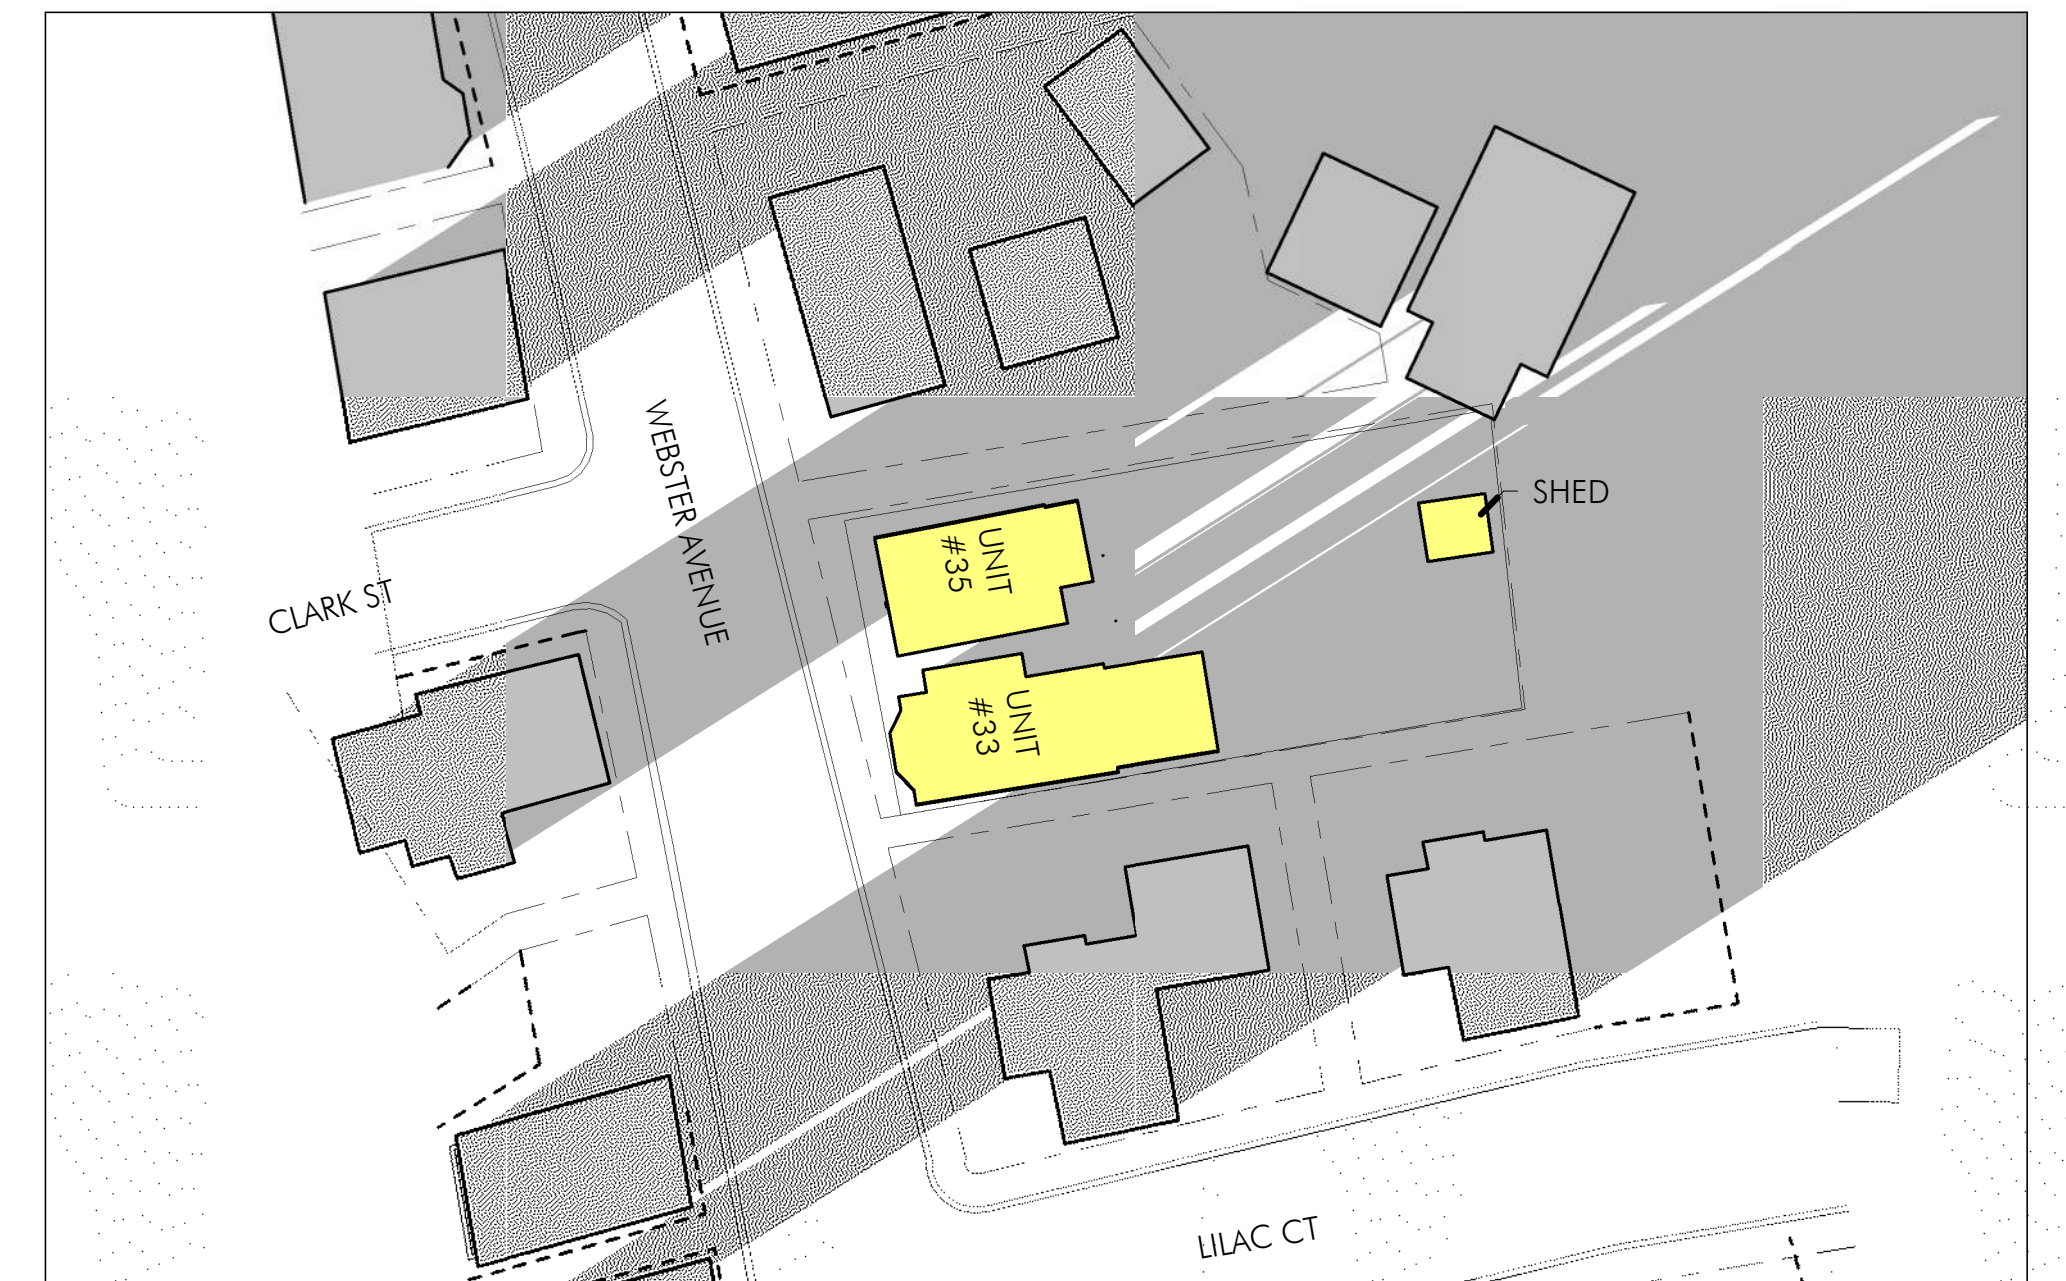 WEBSTER AVENUE
SHED
UNIT
#35
CLARK ST
UNIT
#33
LILAC CT